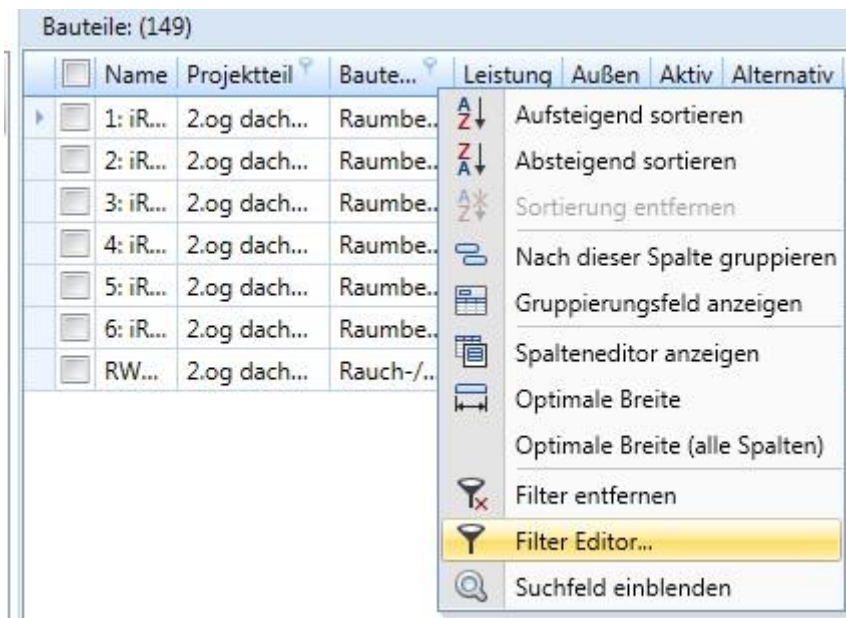 Bauteile: (149)
Name Projektteil Baute... Leistung Außen Aktiv Alternativ
1: iR... 2.og dach... Raumbe..
2: iR... 2.og dach... Raumbe..
3: iR... 2.og dach... Raumbe..
4: iR... 2.og dach... Raumbe..
5: iR... 2.og dach... Raumbe..
6: iR... 2.og dach... Raumbe..
RW... 2.og dach... Rauch-/...
Aufsteigend sortieren
Absteigend sortieren
Sortierung entfernen
Nach dieser Spalte gruppieren
Gruppierungsfeld anzeigen
Spalteneditor anzeigen
Optimale Breite
Optimale Breite (alle Spalten)
Filter entfernen
Filter Editor...
Suchfeld einblenden